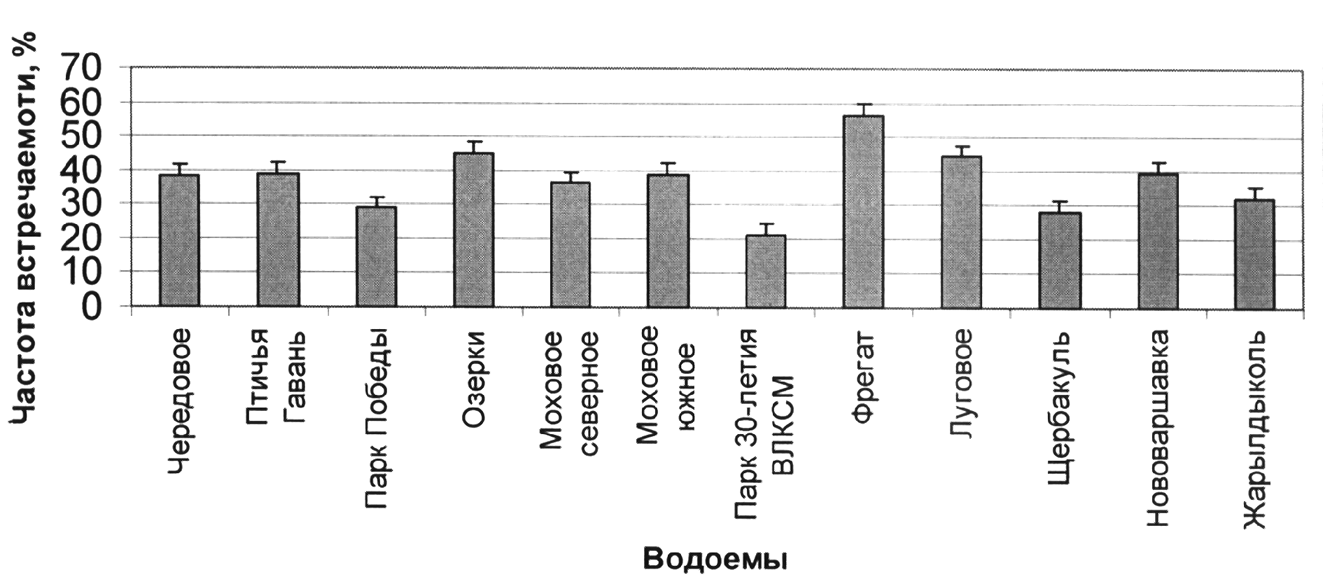 Частота встречаемоти, %
70
60
50
40
30
20
10
0
Чередовое
Птичья
Гавань
Парк Победы
Озерки
Моховое
северное
Моховое
южное
Парк 30-летия
ВЛКСМ
Фрегат
Луговое
Щербакуль
Нововаршавка
Жарылдыколь
Водоемы